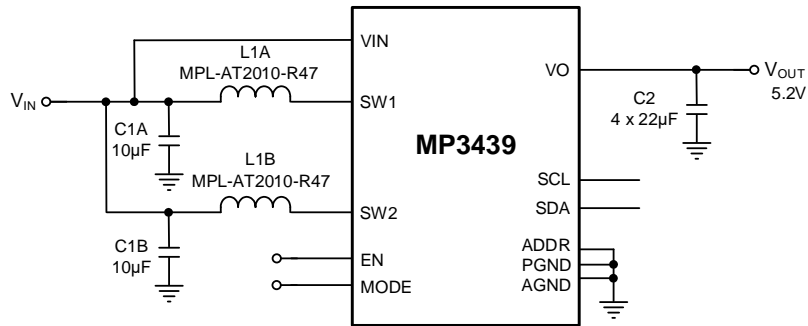 L1A
MPL-AT2010-R47
VIN
VIN
SW1
C1A
10µF
L1B
MPL-AT2010-R47
SW2
C1B
10µF
EN
MODE
MP3439
VO
VOUT
5.2V
C2
4 x 22µF
SCL
SDA
ADDR
PGND
AGND